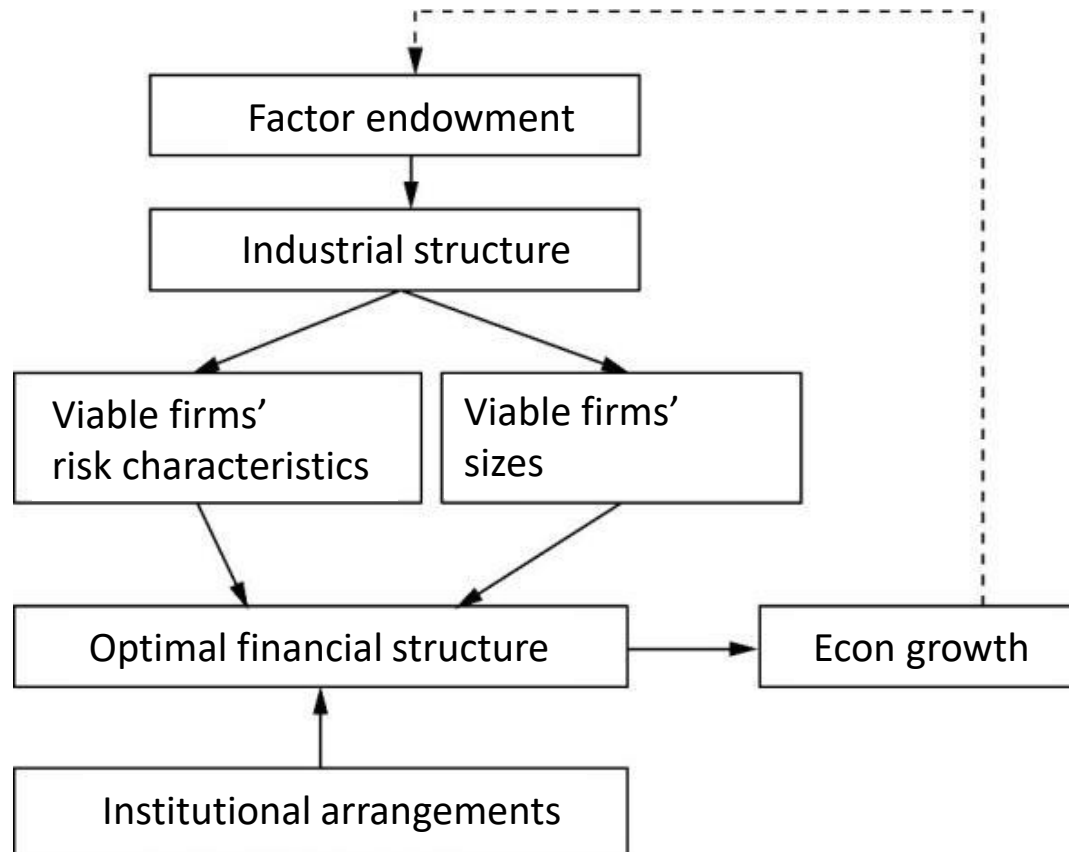 Factor endowment
Industrial structure
Viable firms’
risk characteristics
Viable firms’
sizes
Optimal financial structure
Econ growth
Institutional arrangements